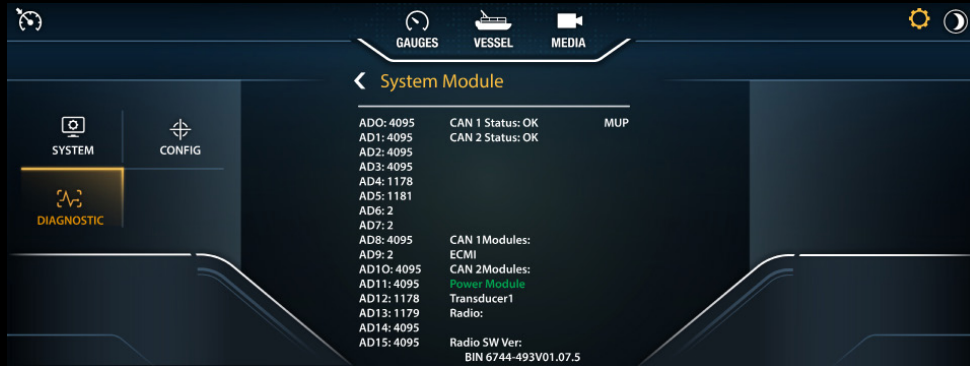 GAUGES VESSEL MEDIA
System Module
SYSTEM CONFIG
DIAGNOSTIC
ADO: 4095 CAN 1 Status: OK MUP
AD1: 4095 CAN 2 Status: OK
AD2: 4095
AD3: 4095
AD4: 1178
AD5: 1181
AD6: 2
AD7: 2
AD8: 4095 CAN 1Modules:
AD9: 2 ECMI
AD1O: 4095 CAN 2Modules:
AD11: 4095 Power Module
AD12: 1178 Transducer1
AD13: 1179 Radio:
AD14: 4095
AD15: 4095 Radio SW Ver:
BIN 6744-493V01.07.5